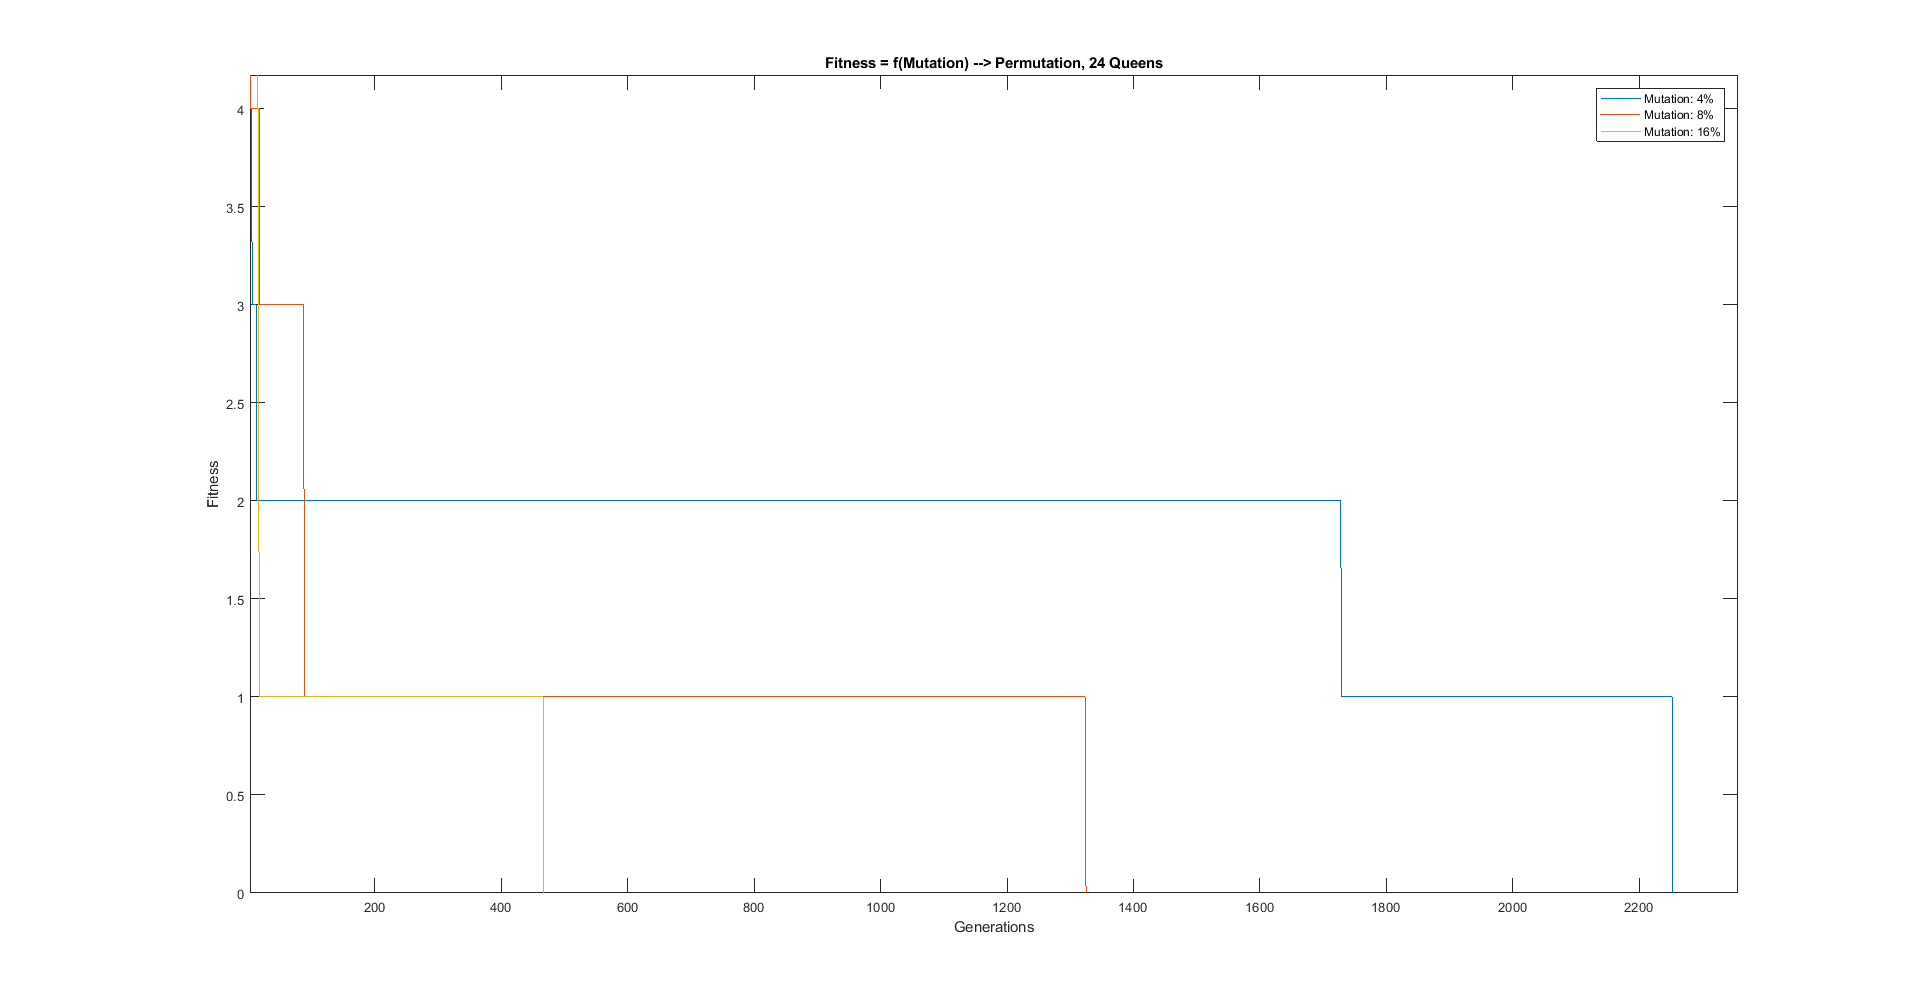 Fitness = f(Mutation) --> Permutation, 24 Queens
Mutation: 4%
Mutation: 8%
Mutation: 16%
4
3.5
3
2.5
2
1.5
1
0.5
0
Fitness
200 400 600 800 1000 1200 1400 1600 1800 2000 2200
Generations